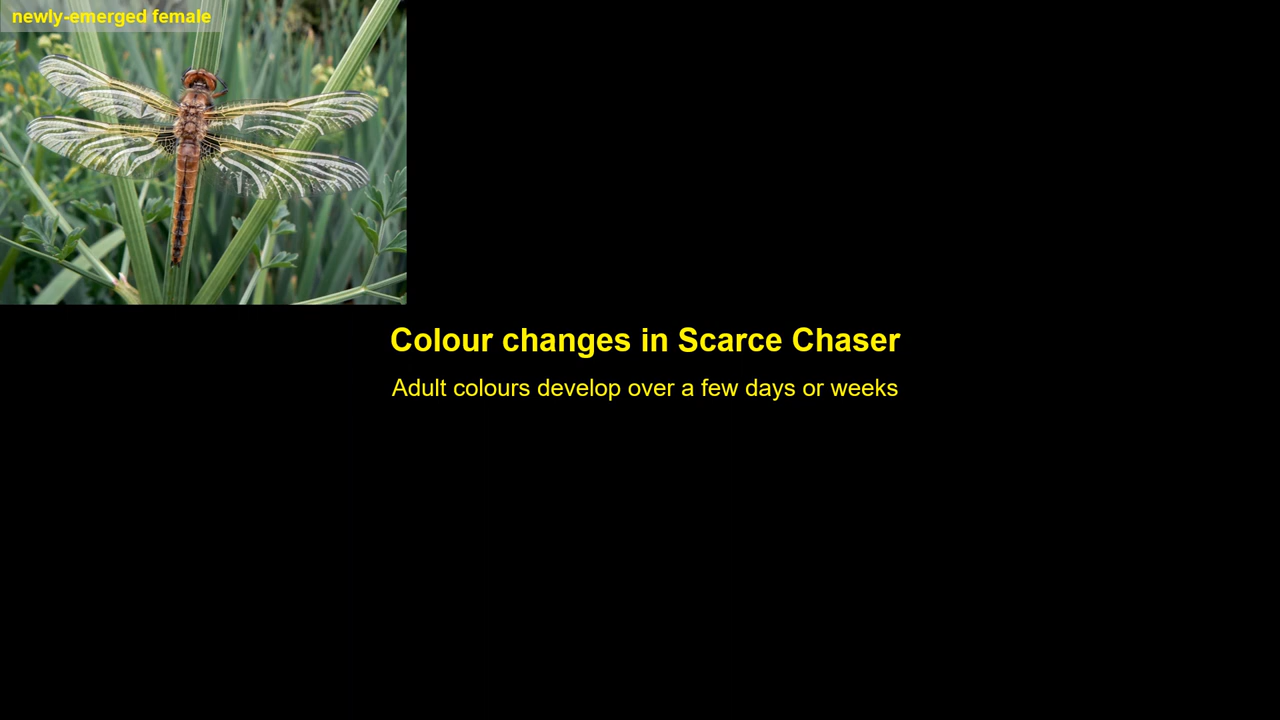 newly-emerged female
Colour changes in Scarce Chaser
Adult colours develop over a few days or weeks